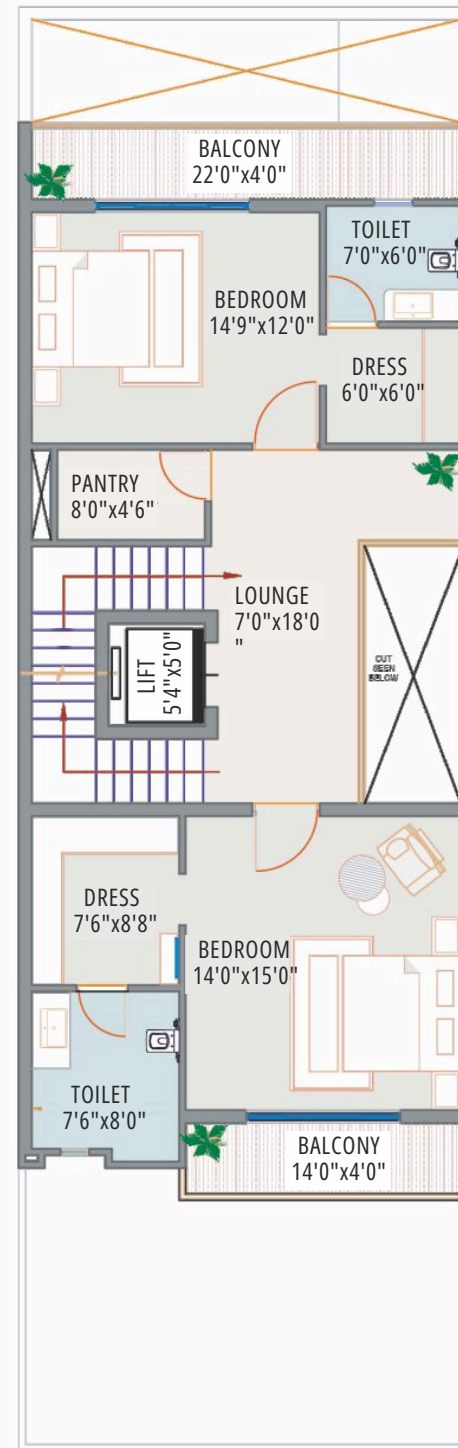 BALCONY
22'0"x4'0"
TOILET
7'0"x6'0"
BEDROOM
14'9"x12'0"
DRESS
6'0"x6'0"
PANTRY
8'0"x4'6"
LOUNGE
7'0"x18'0
"
LIFT
5'4"x5'0"
CUT
SEEN
BELOW
DRESS
7'6"x8'8"
BEDROOM
14'0"x15'0"
TOILET
7'6"x8'0"
BALCONY
14'0"x4'0"